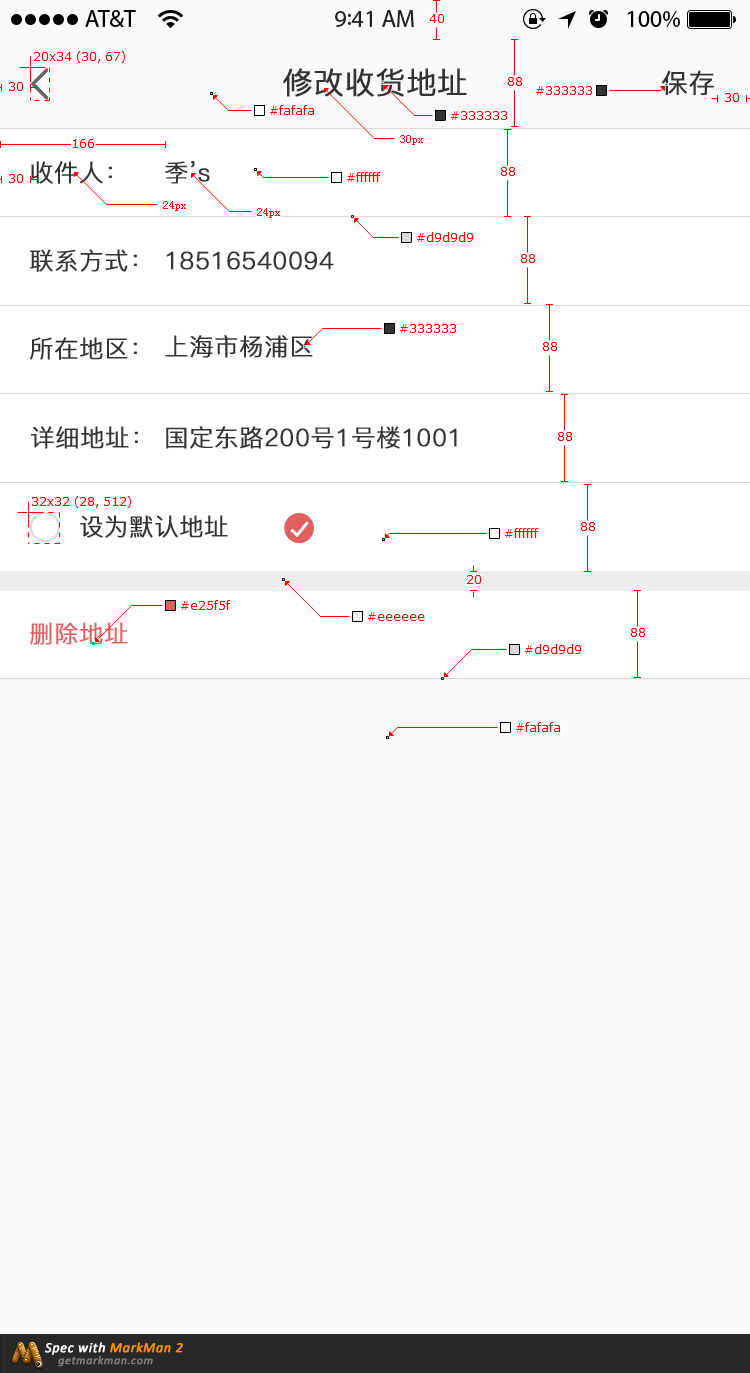 AT&T 9:41 AM 40 100%
20x34 (30, 67)
30 修改收货地址 88 #333333 保存 30
#fafafa #333333
166 30px
30 收件人： 季's #ffffff 88
24px 24px
#d9d9d9
联系方式： 18516540094 88
#333333
所在地区： 上海市杨浦区 88
详细地址： 国定东路200号1号楼1001 88
32x32 (28, 512)
设为默认地址 #ffffff 88
20
#e25f5f #eeeeee
删除地址 88
#d9d9d9
#fafafa
Spec with MarkMan 2
getmarkman.com